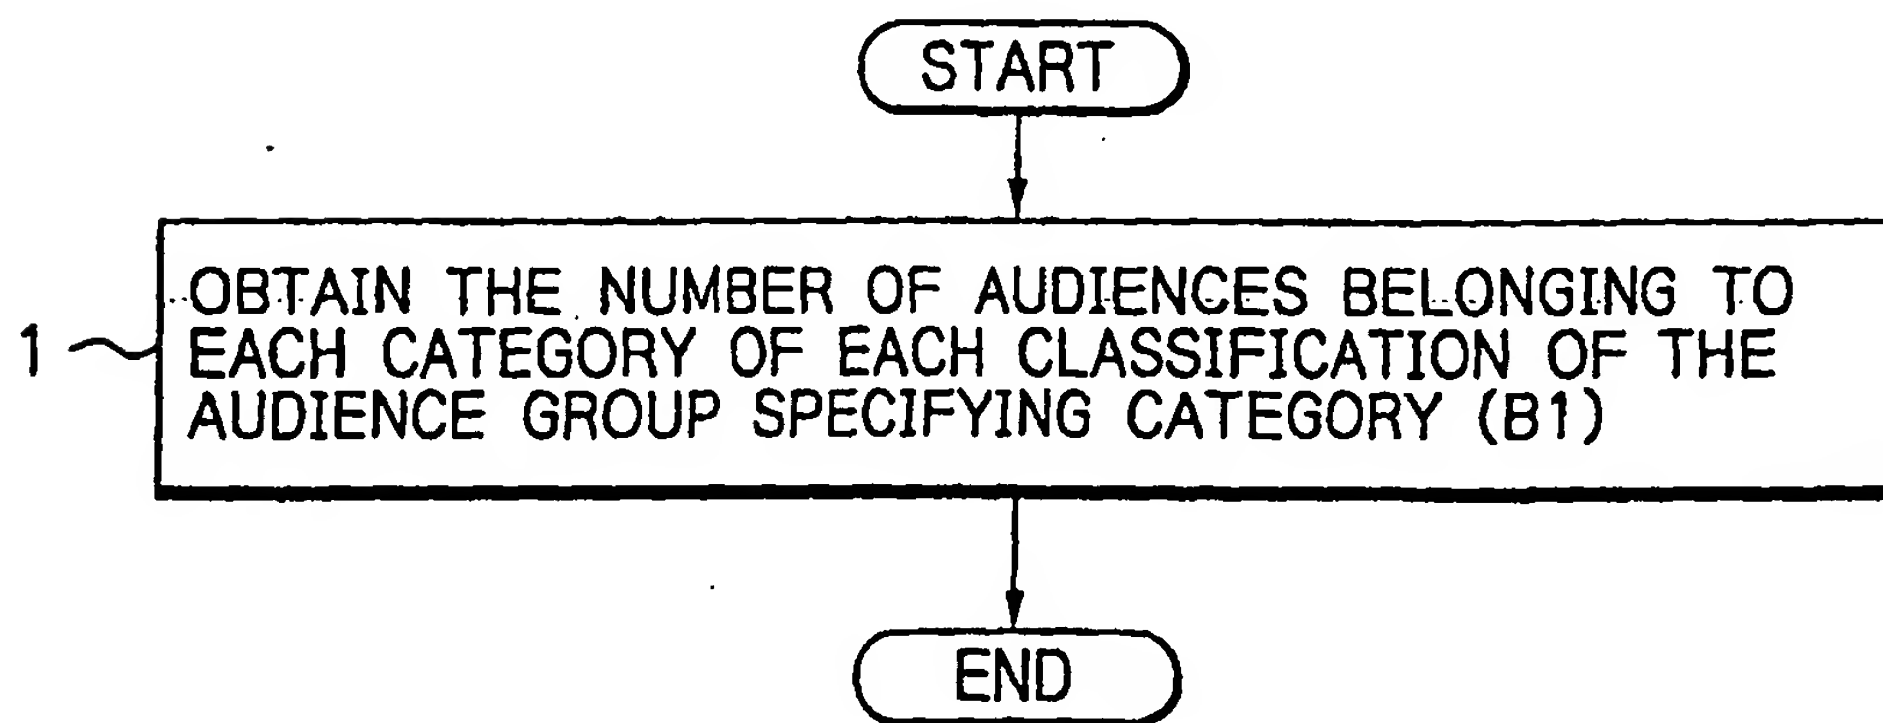 START
OBTAIN THE NUMBER OF AUDIENCES BELONGING TO
1 EACH CATEGORY OF EACH CLASSIFICATION OF THE
AUDIENCE GROUP SPECIFYING CATEGORY (B1)
END